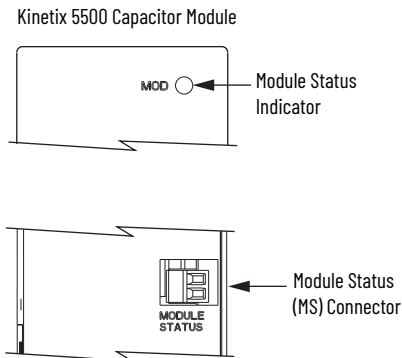 Kinetix 5500 Capacitor Module
MOD
Module Status
Indicator
Module Status
(MS) Connector
MODULE
STATUS